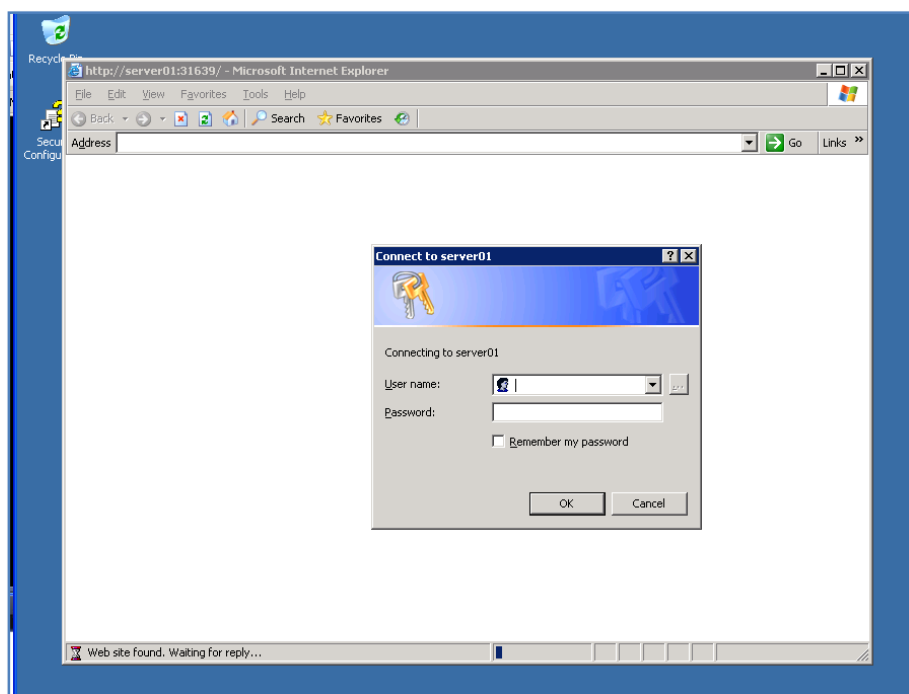 Recycle Bin
http://server01:31639/ - Microsoft Internet Explorer
File Edit View Favorites Tools Help
Back Search Favorites
Secu
Configu
Address Go Links »
Connect to server01
Connecting to server01
User name:
Password:
Remember my password
OK Cancel
Web site found. Waiting for reply...